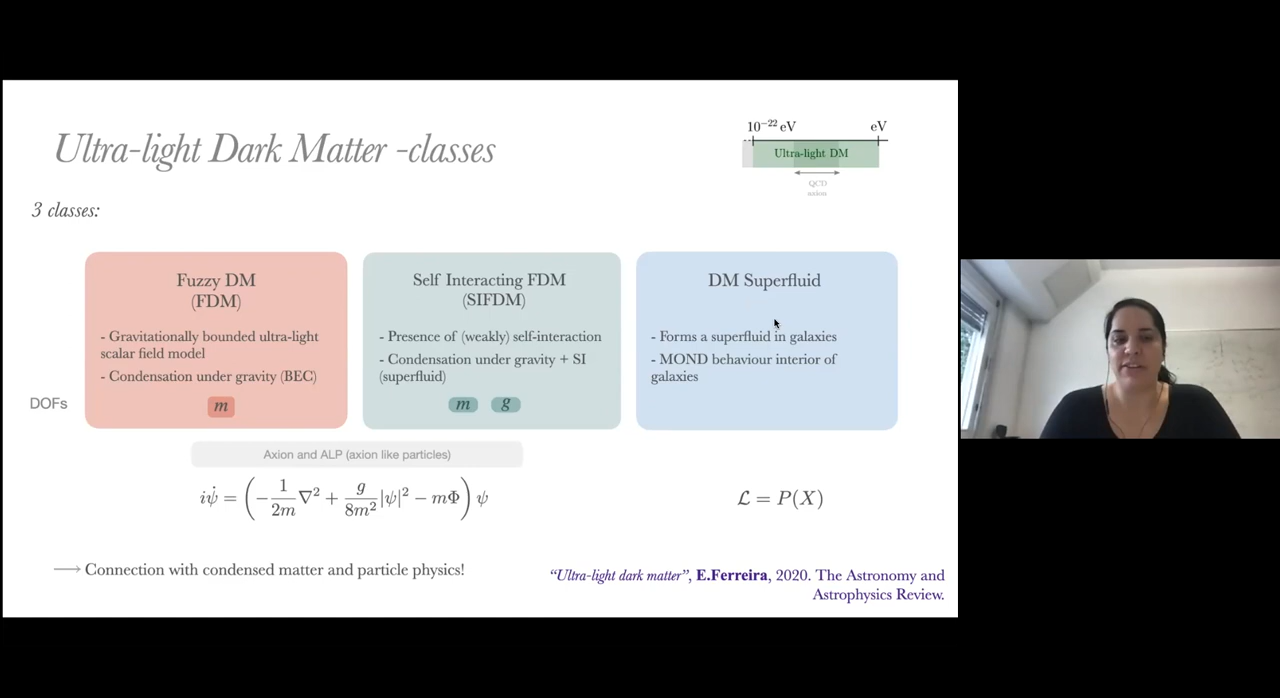 Ultra-light Dark Matter -classes
10⁻²² eV
eV
Ultra-light DM
QCD
axion
3 classes:
Fuzzy DM
(FDM)
- Gravitationally bounded ultra-light
scalar field model
- Condensation under gravity (BEC)
m
Self Interacting FDM
(SIFDM)
- Presence of (weakly) self-interaction
- Condensation under gravity + SI
(superfluid)
m g
DM Superfluid
- Forms a superfluid in galaxies
- MOND behaviour interior of
galaxies
DOFs
Axion and ALP (axion like particles)
iψ̇ = (−1/2m ∇² + g/8m² |ψ|² − mΦ) ψ
ℒ = P(X)
⟶ Connection with condensed matter and particle physics!
“Ultra-light dark matter”, E.Ferreira, 2020. The Astronomy and
Astrophysics Review.